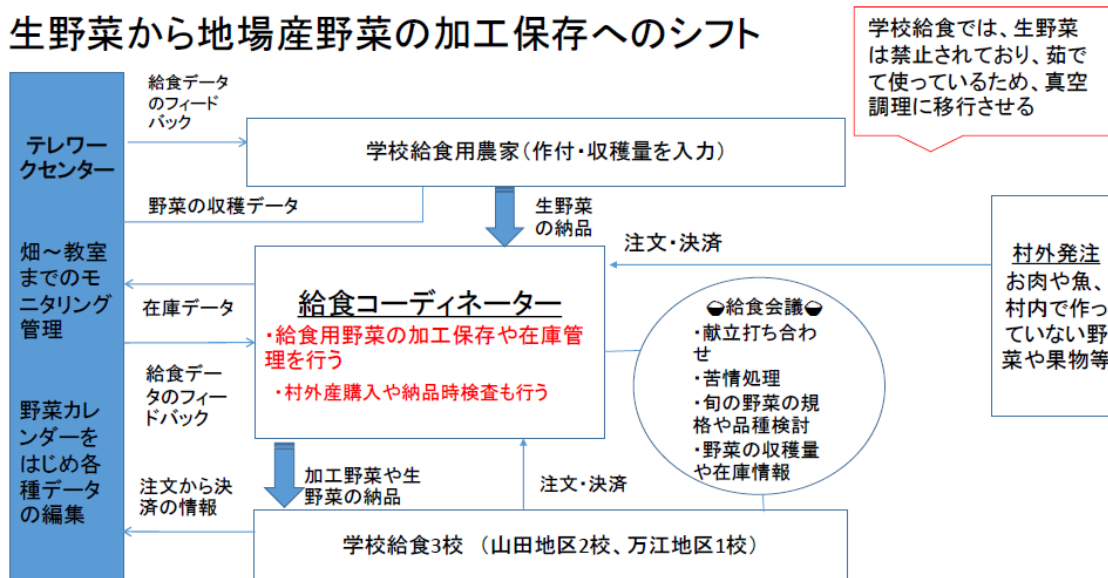 生野菜から地場産野菜の加工保存へのシフト
学校給食では、生野菜
は禁止されており、茹で
て使っているため、真空
調理に移行させる
給食データ
のフィード
バック
テレワー
クセンター
学校給食用農家(作付・収穫量を入力)
野菜の収穫データ
生野菜
の納品
注文・決済
畑～教室
までのモ
ニタリング
管理
在庫データ
給食コーディネーター
・給食用野菜の加工保存や在庫管
理を行う
・村外産購入や納品時検査も行う
給食会議
・献立打ち合わ
せ
・苦情処理
・旬の野菜の規
格や品種検討
・野菜の収穫量
や在庫情報
村外発注
お肉や魚、
村内で作っ
ていない野
菜や果物等
給食デー
タのフィー
ドバック
野菜カレ
ンダーを
はじめ各
種データ
の編集
注文から決
済の情報
加工野菜や生
野菜の納品
注文・決済
学校給食3校 (山田地区2校、万江地区1校)